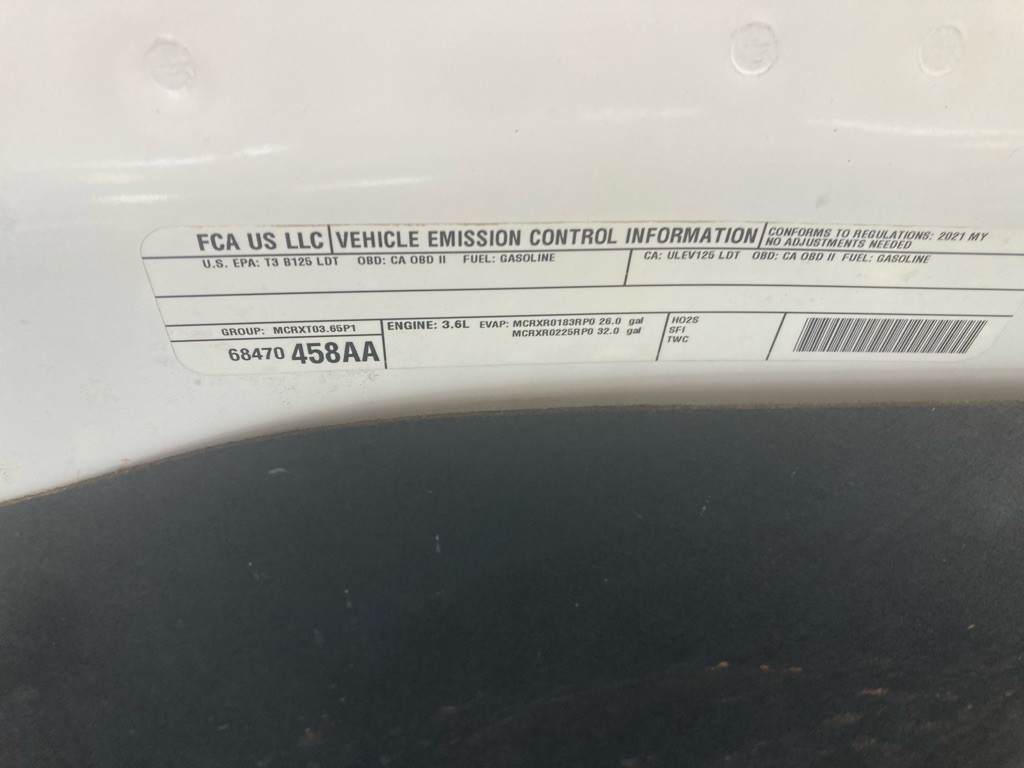 FCA US LLC VEHICLE EMISSION CONTROL INFORMATION CONFORMS TO REGULATIONS: 2021 MY
NO ADJUSTMENTS NEEDED
U.S. EPA: T3 B125 LDT OBD: CA OBD II FUEL: GASOLINE CA: ULEV125 LDT OBD: CA OBD II FUEL: GASOLINE
GROUP: MCRXT03.65P1
68470 458AA
ENGINE: 3.6L EVAP: MCRXR0183RP0 26.0 gal
MCRXR0225RP0 32.0 gal
HO2S
SFI
TWC